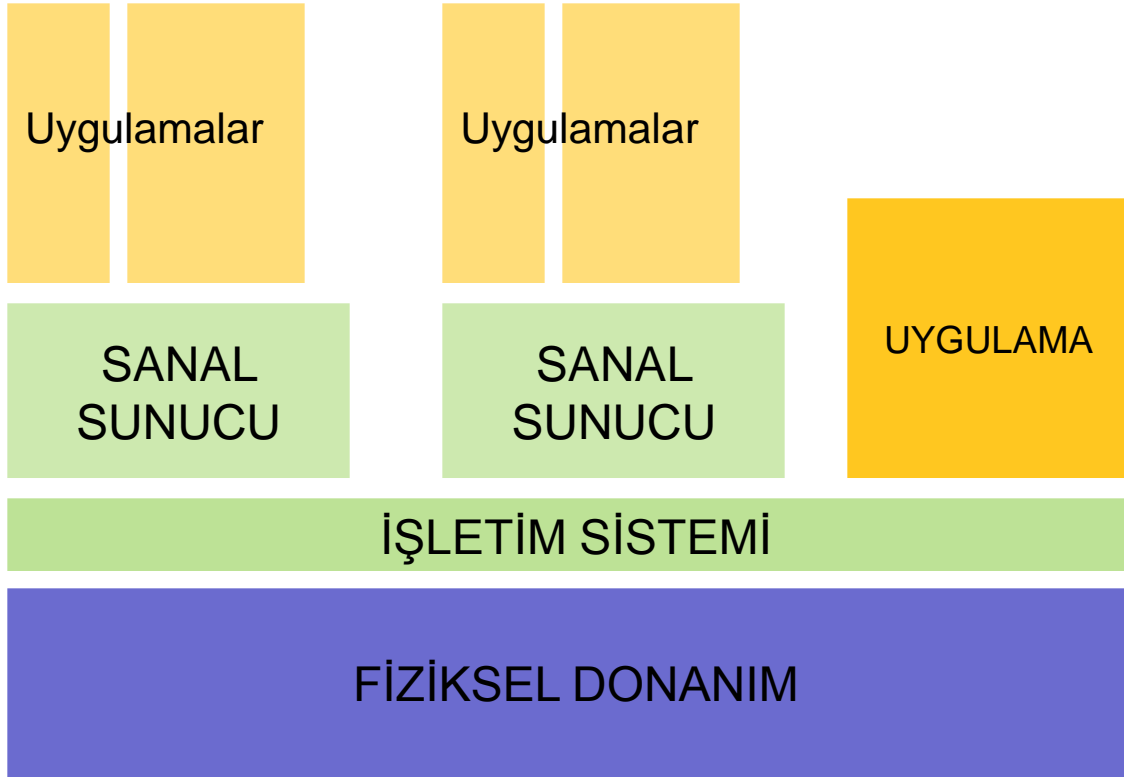 Uygulamalar
Uygulamalar
SANAL
SUNUCU
SANAL
SUNUCU
UYGULAMA
İŞLETİM SİSTEMİ
FİZİKSEL DONANIM